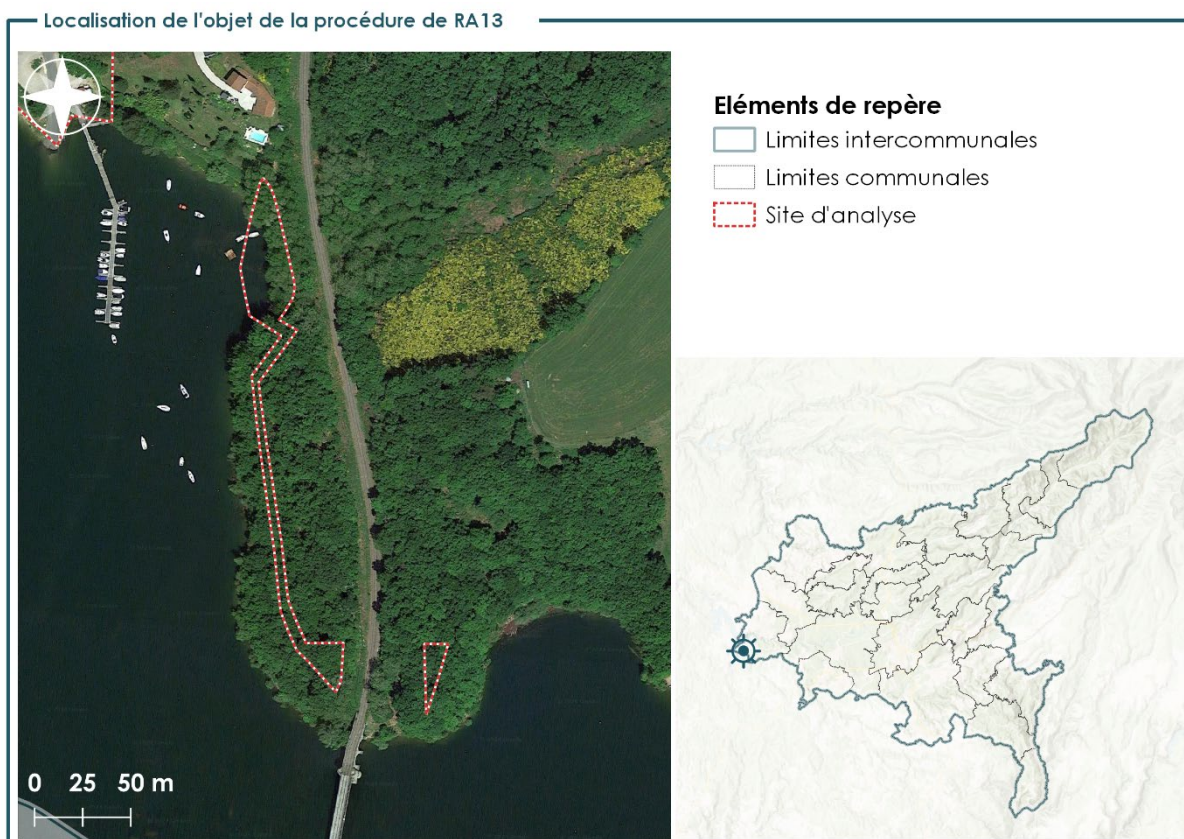 Localisation de l'objet de la procédure de RA13
Eléments de repère
Limites intercommunales
Limites communales
Site d'analyse
0 25 50 m